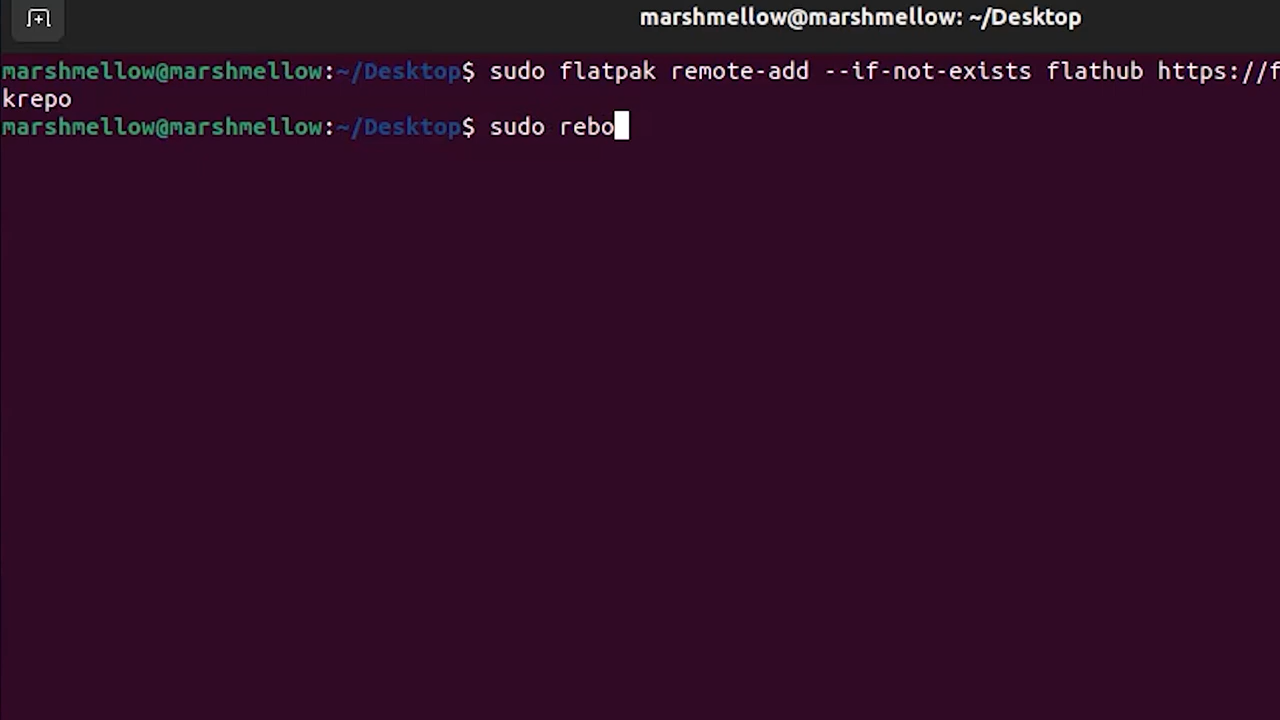 marshmellow@marshmellow: ~/Desktop
marshmellow@marshmellow:~/Desktop$ sudo flatpak remote-add --if-not-exists flathub https://f
krepo
marshmellow@marshmellow:~/Desktop$ sudo rebo